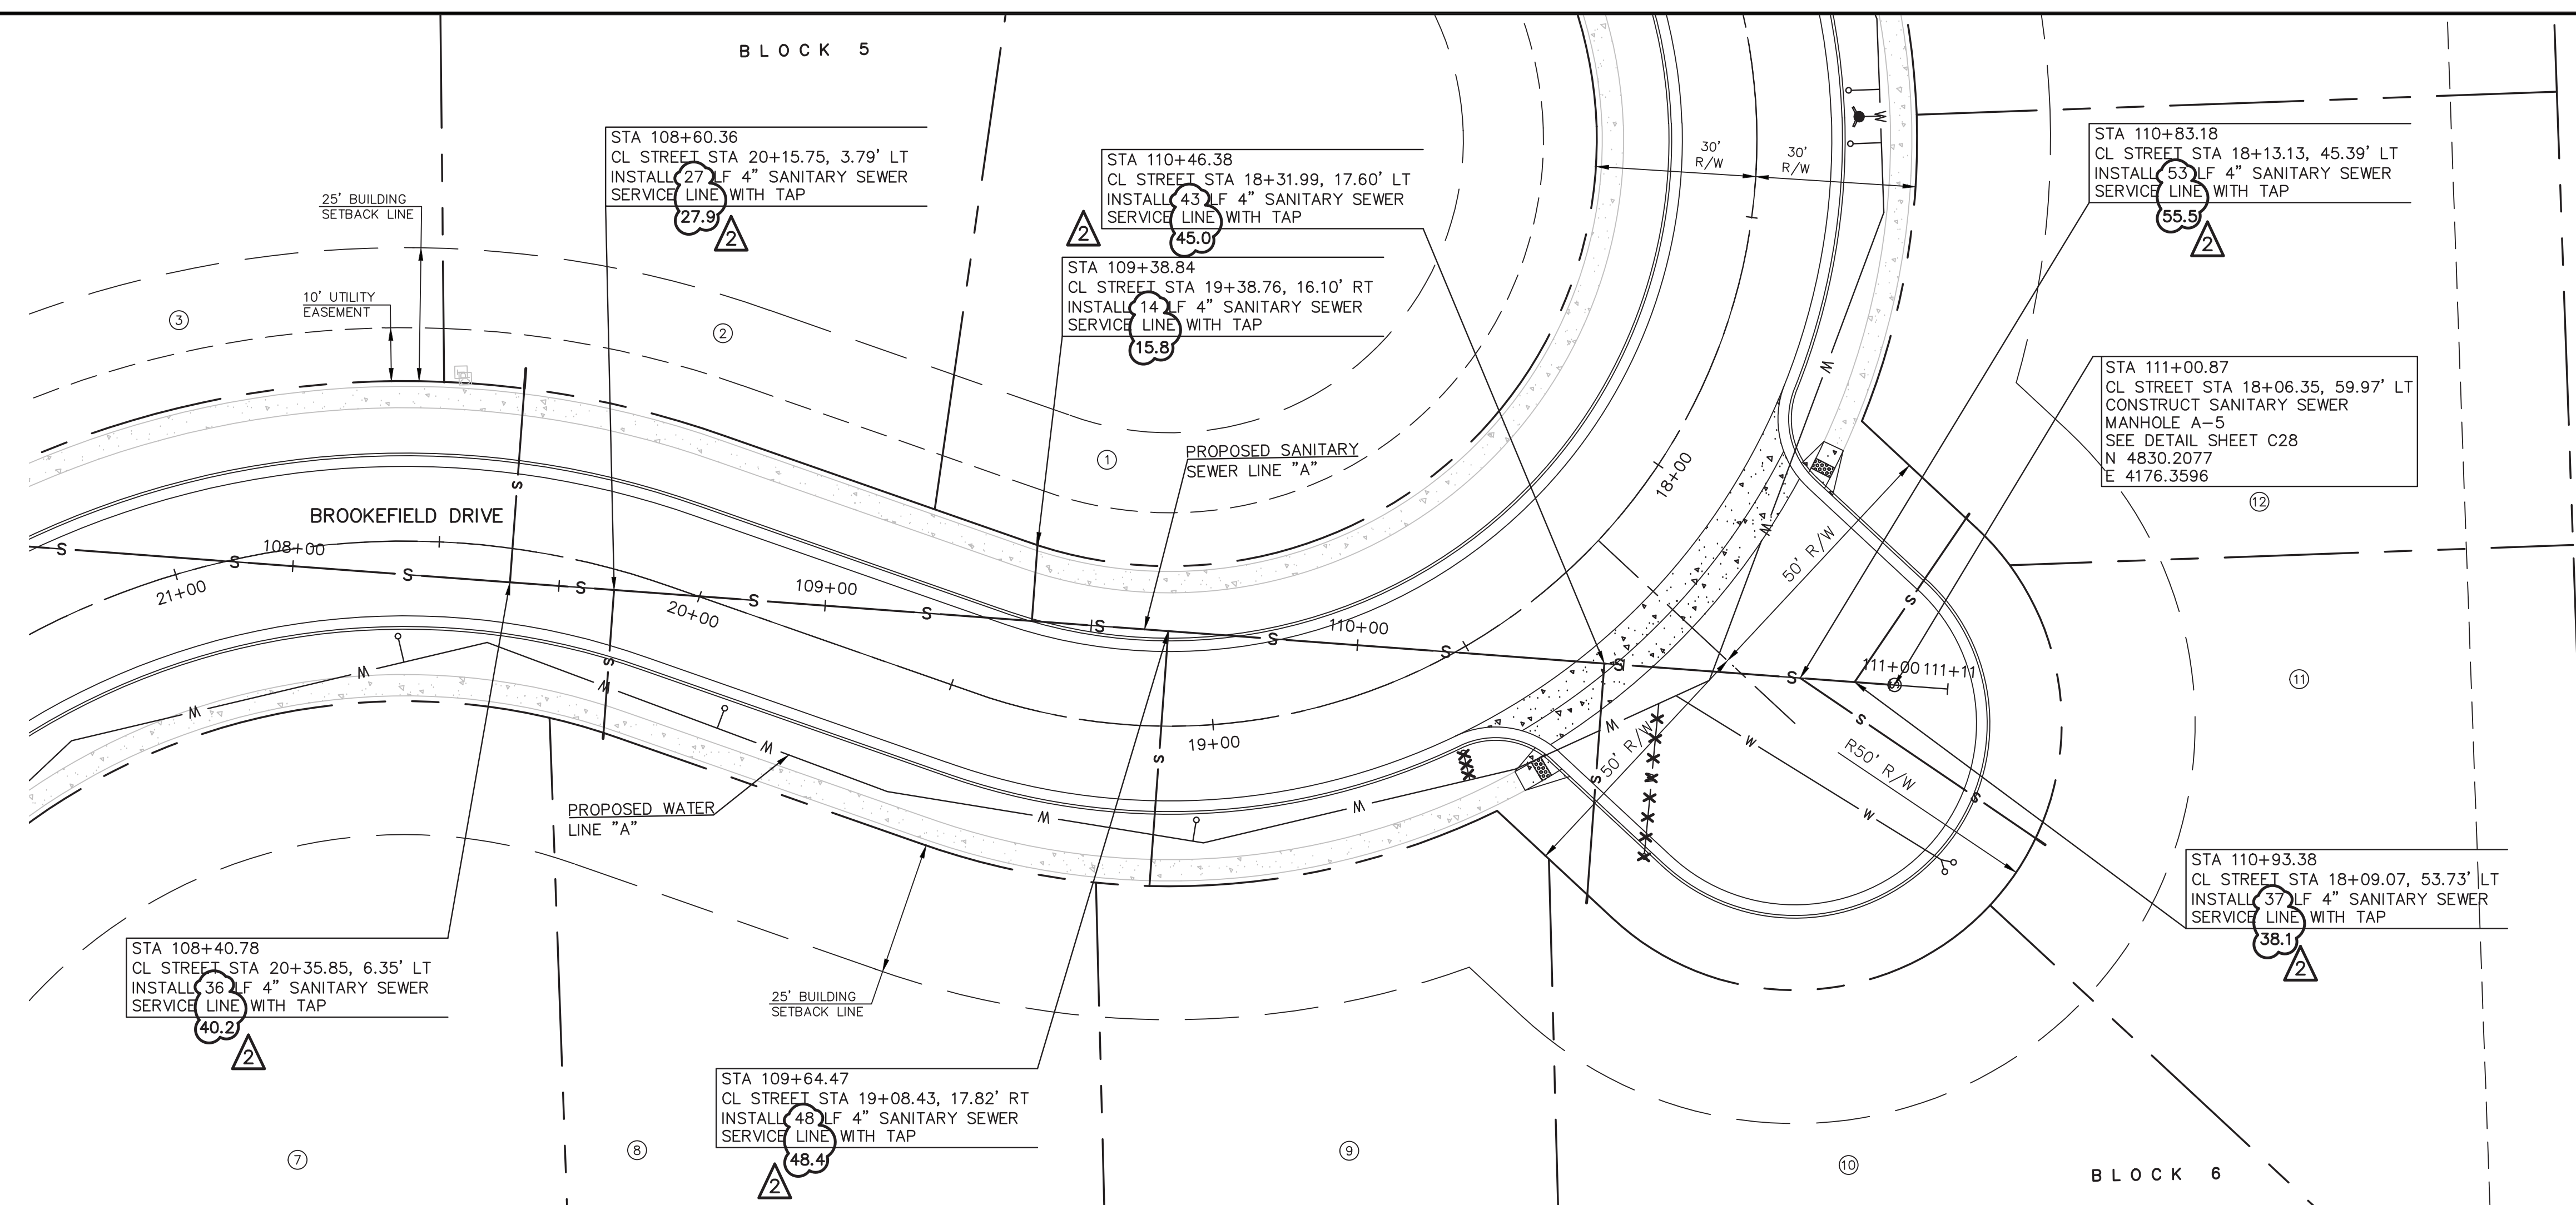 BLOCK 5
STA 108+60.36
CL STREET STA 20+15.75, 3.79' LT
INSTALL 27 LF 4" SANITARY SEWER
SERVICE LINE WITH TAP
27.9
2
STA 110+46.38
CL STREET STA 18+31.99, 17.60' LT
INSTALL 43 LF 4" SANITARY SEWER
SERVICE LINE WITH TAP
45.0
2
STA 109+38.84
CL STREET STA 19+38.76, 16.10' RT
INSTALL 14 LF 4" SANITARY SEWER
SERVICE LINE WITH TAP
15.8
30'
R/W
30'
R/W
W
STA 110+83.18
CL STREET STA 18+13.13, 45.39' LT
INSTALL 53 LF 4" SANITARY SEWER
SERVICE LINE WITH TAP
55.5
2
25' BUILDING
SETBACK LINE
10' UTILITY
EASEMENT
3
2
1
STA 111+00.87
CL STREET STA 18+06.35, 59.97' LT
CONSTRUCT SANITARY SEWER
MANHOLE A-5
SEE DETAIL SHEET C28
N 4830.2077
E 4176.3596
12
W
PROPOSED SANITARY
SEWER LINE "A"
18+00
W
50' R/W
BROOKEFIELD DRIVE
S
S
S
108+00
S
S
S
S
S
S
S
S
S
S
21+00
20+00
109+00
110+00
111+00
111+11
S
S
11
W
W
W
W
W
W
W
19+00
S
S
50' R/W
R50' R/W
W
W
S
S
PROPOSED WATER
LINE "A"
STA 110+93.38
CL STREET STA 18+09.07, 53.73' LT
INSTALL 37 LF 4" SANITARY SEWER
SERVICE LINE WITH TAP
38.1
2
STA 108+40.78
CL STREET STA 20+35.85, 6.35' LT
INSTALL 36 LF 4" SANITARY SEWER
SERVICE LINE WITH TAP
40.2
2
25' BUILDING
SETBACK LINE
STA 109+64.47
CL STREET STA 19+08.43, 17.82' RT
INSTALL 48 LF 4" SANITARY SEWER
SERVICE LINE WITH TAP
48.4
2
7
8
9
10
BLOCK 6